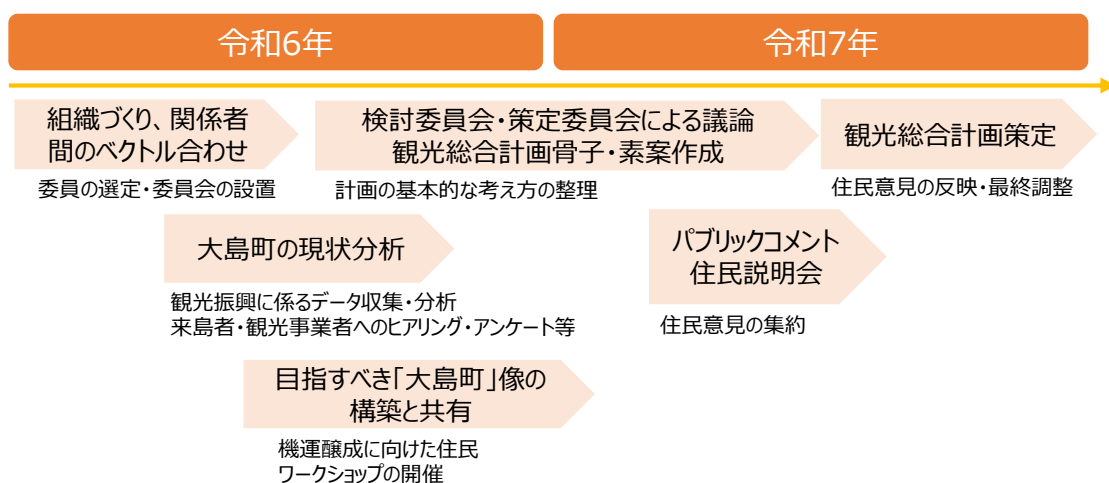 令和6年
令和7年
組織づくり、関係者
間のベクトル合わせ
委員の選定・委員会の設置
検討委員会・策定委員会による議論
観光総合計画骨子・素案作成
計画の基本的な考え方の整理
観光総合計画策定
住民意見の反映・最終調整
大島町の現状分析
観光振興に係るデータ収集・分析
来島者・観光事業者へのヒアリング・アンケート等
パブリックコメント
住民説明会
住民意見の集約
目指すべき「大島町」像の
構築と共有
機運醸成に向けた住民
ワークショップの開催